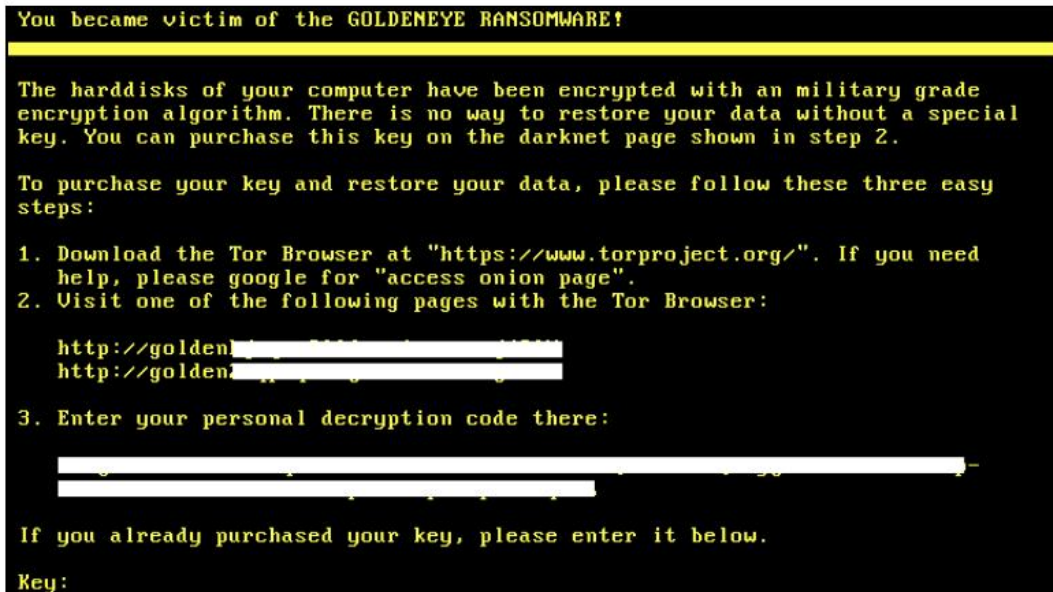 You became victim of the GOLDENEYE RANSOMWARE!
The harddisks of your computer have been encrypted with an military grade
encryption algorithm. There is no way to restore your data without a special
key. You can purchase this key on the darknet page shown in step 2.
To purchase your key and restore your data, please follow these three easy
steps:
1. Download the Tor Browser at "https://www.torproject.org/". If you need
help, please google for "access onion page".
2. Visit one of the following pages with the Tor Browser:
http://golden
http://golden
3. Enter your personal decryption code there:
If you already purchased your key, please enter it below.
Key: